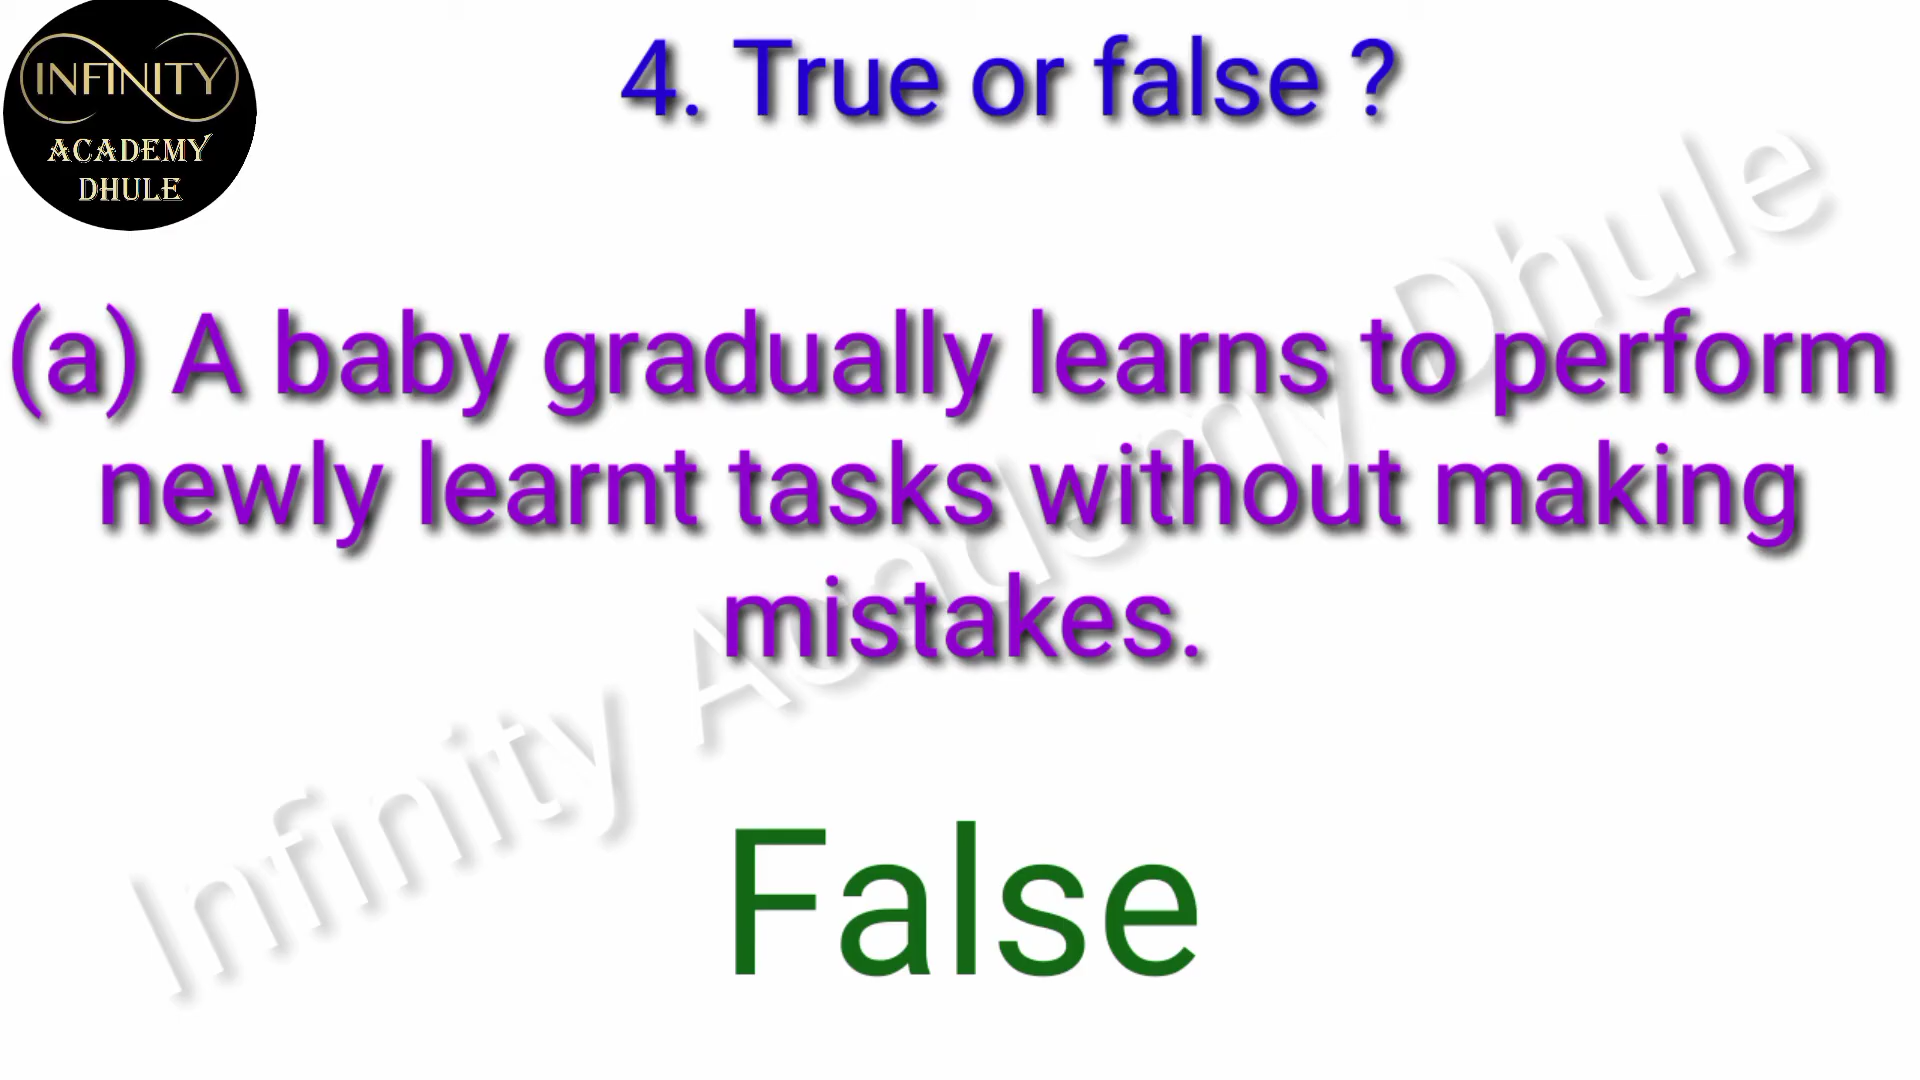 INFINITY
ACADEMY
DHULE
4. True or false ?
(a) A baby gradually learns to perform
newly learnt tasks without making
mistakes.
False
Infinity Academy Dhule